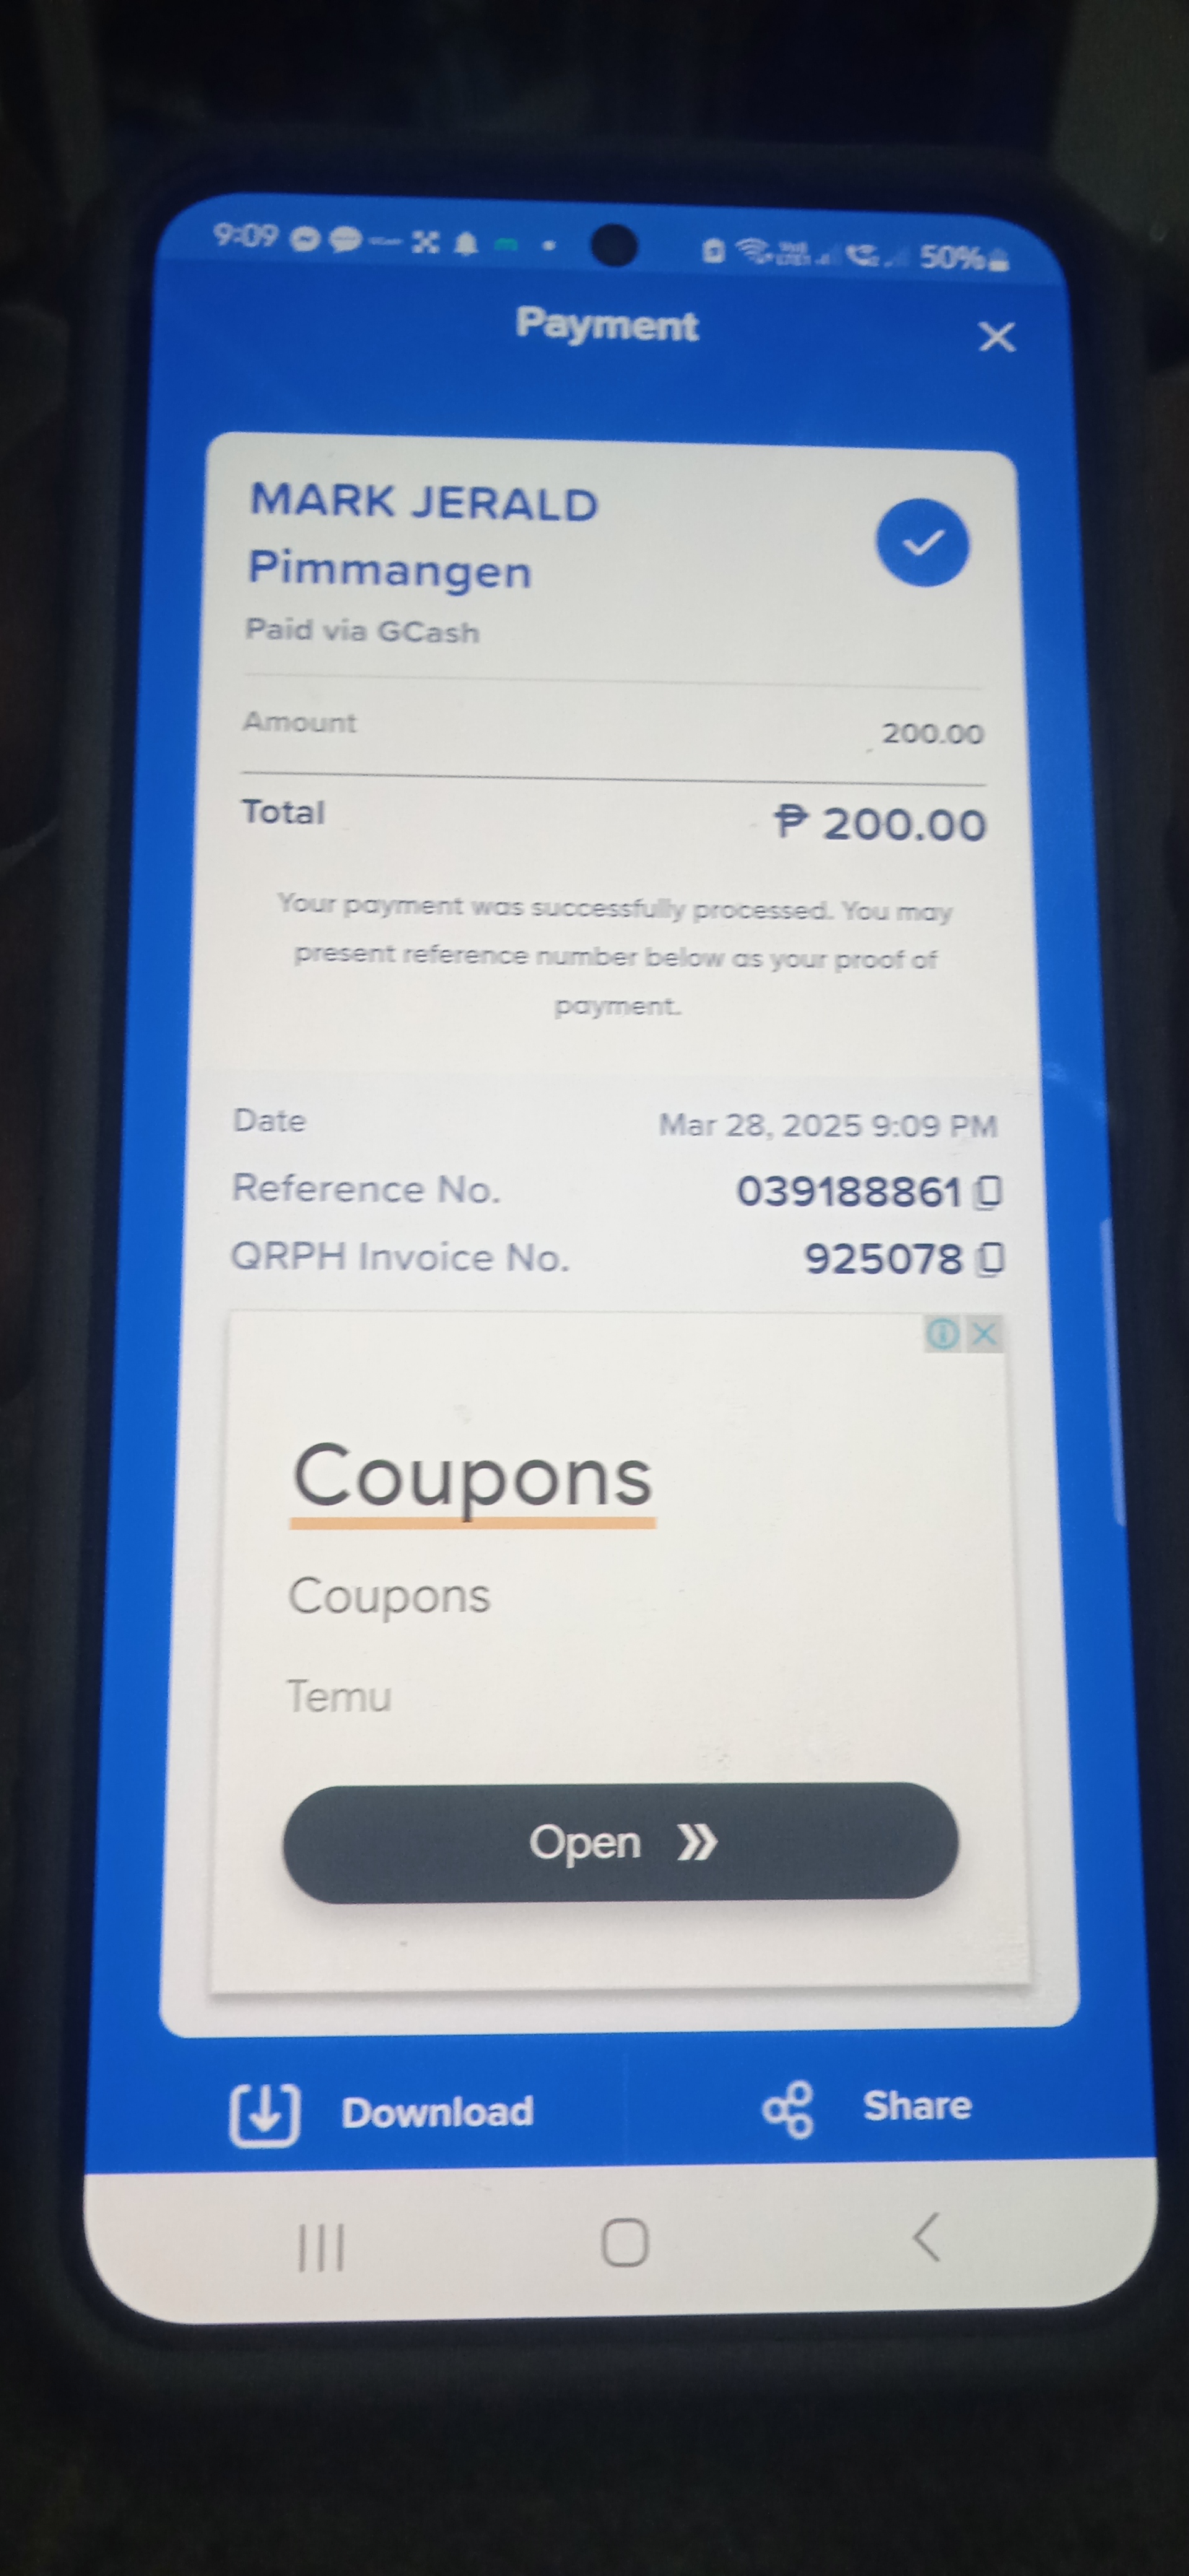 9:09 50%
Payment
MARK JERALD
Pimmangen
Paid via GCash
Amount 200.00
Total ₱ 200.00
Your payment was successfully processed. You may
present reference number below as your proof of
payment.
Date Mar 28, 2025 9:09 PM
Reference No. 039188861
QRPH Invoice No. 925078
Coupons
Coupons
Temu
Open
Download Share